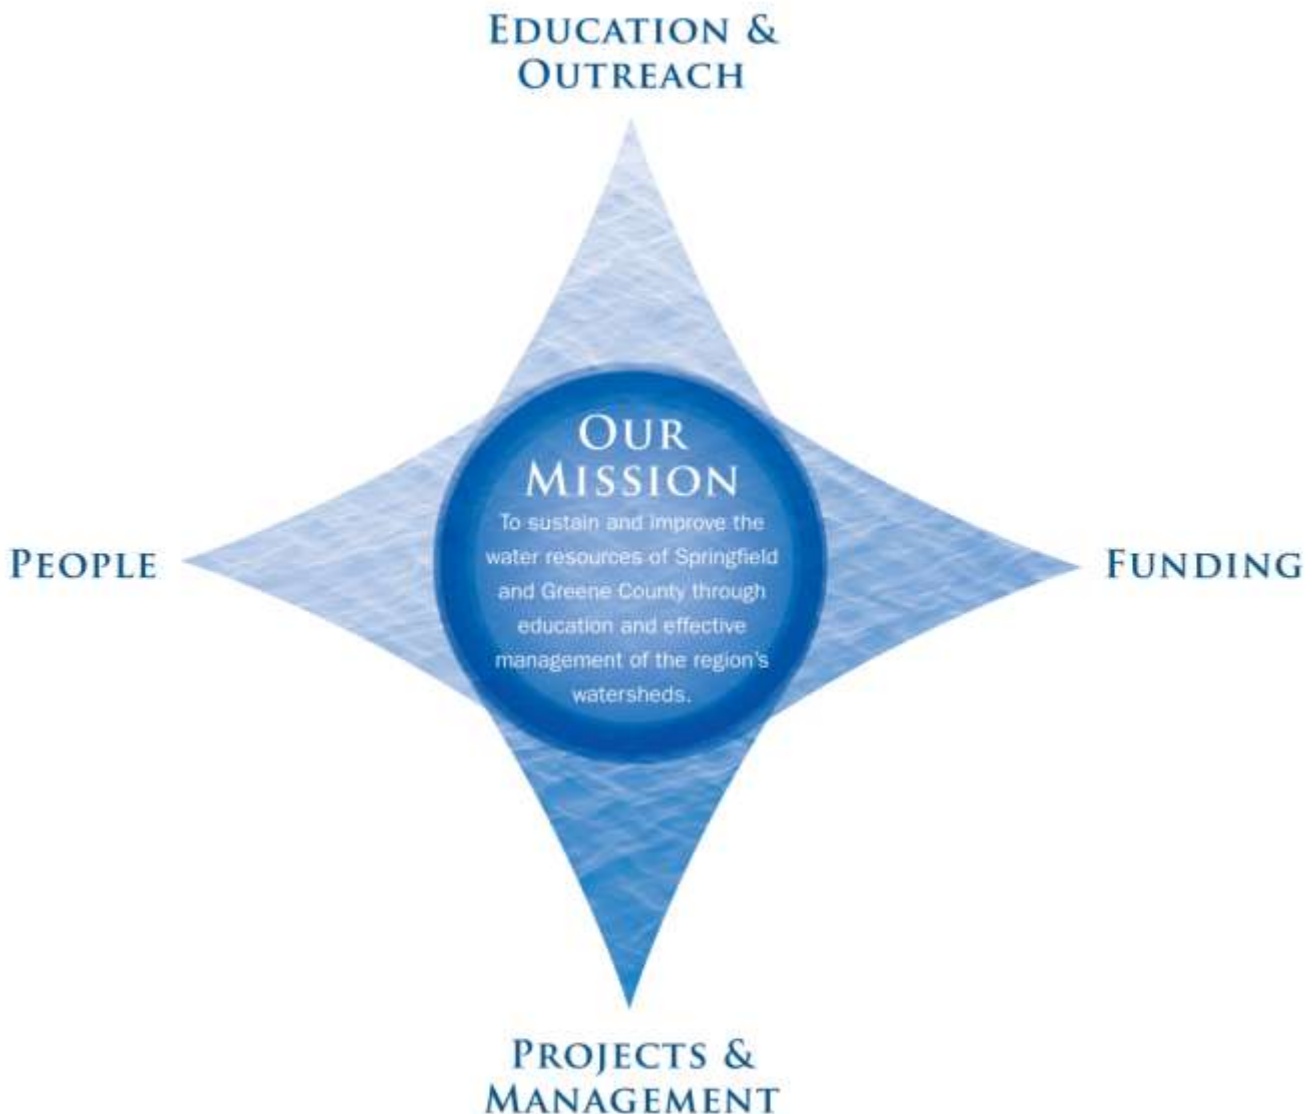 EDUCATION &
OUTREACH
OUR
MISSION
To sustain and improve the
water resources of Springfield
and Greene County through
education and effective
management of the region's
watersheds.
PEOPLE
FUNDING
PROJECTS &
MANAGEMENT